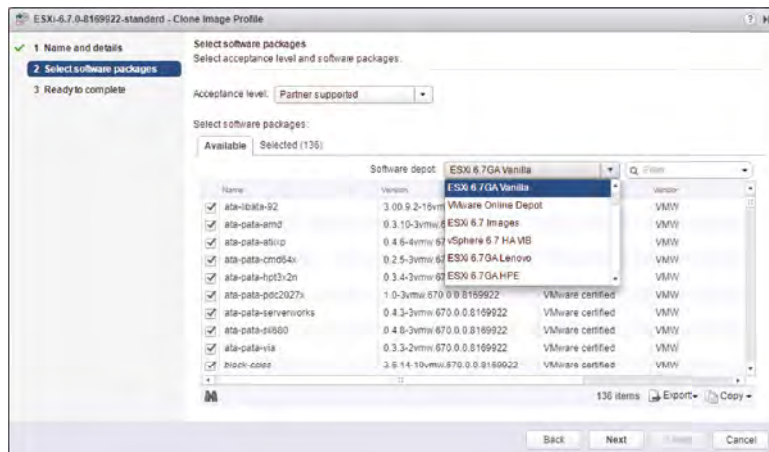 ESXi-6.7.0-8169922-standard - Clone Image Profile
1 Name and details
2 Select software packages
3 Ready to complete
Select software packages
Select acceptance level and software packages.
Acceptance level: Partner supported
Select software packages:
Available Selected (136)
Software depot: ESXi 6.7GA Vanilla
ESXi 6.7GA Vanilla
VMware Online Depot
ESXi 6.7 Images
vSphere 6.7 HA VIB
ESXi 6.7GA Lenovo
ESXi 6.7GA HPE
Name Version Vendor
ata-libata-92 3.00.9.2-16vm VMW
ata-pata-amd 0.3.10-3vmw.6 VMW
ata-pata-atiixp 0.4.6-4vmw.67 VMW
ata-pata-cmd64x 0.2.5-3vmw.67 VMW
ata-pata-hpt3x2n 0.3.4-3vmw.67 VMW
ata-pata-pdc2027x 1.0-3vmw.670.0.0.8169922 VMware certified VMW
ata-pata-serverworks 0.4.3-3vmw.670.0.0.8169922 VMware certified VMW
ata-pata-sil680 0.4.8-3vmw.670.0.0.8169922 VMware certified VMW
ata-pata-via 0.3.3-2vmw.670.0.0.8169922 VMware certified VMW
block-cciss 3.6.14-10vmw.670.0.0.8169922 VMware certified VMW
136 items Export Copy
Back Next Cancel